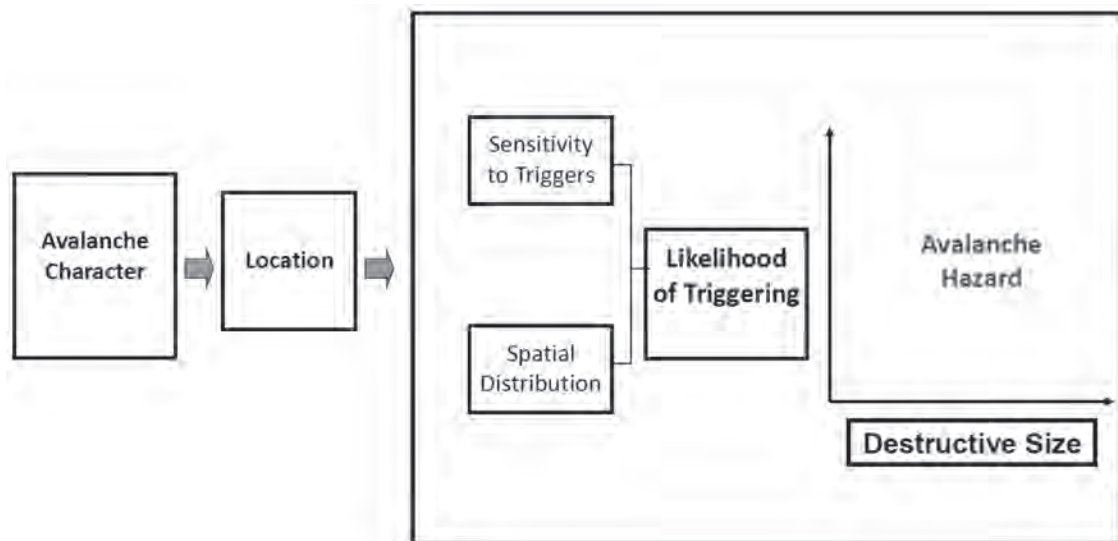 Avalanche
Character
Location
Sensitivity
to Triggers
Spatial
Distribution
Likelihood
of Triggering
Avalanche
Hazard
Destructive Size